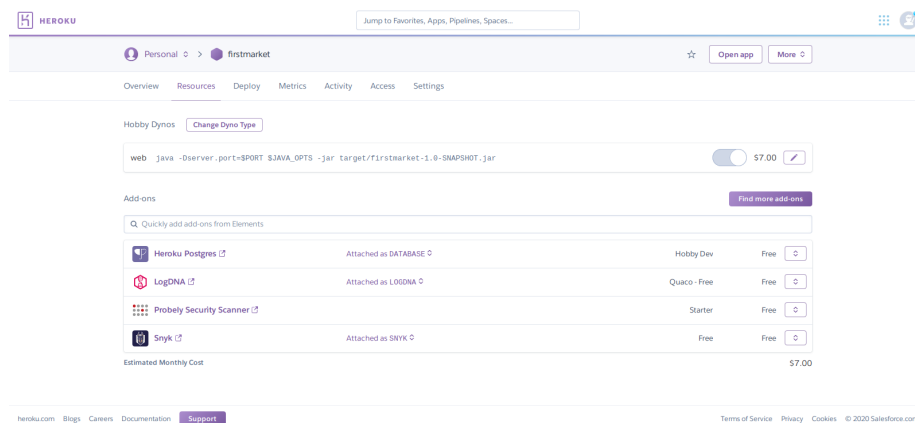 HEROKU
Jump to Favorites, Apps, Pipelines, Spaces...
Personal > firstmarket
Open app More
Overview Resources Deploy Metrics Activity Access Settings
Hobby Dynos Change Dyno Type
web java -Dserver.port=$PORT $JAVA_OPTS -jar target/firstmarket-1.0-SNAPSHOT.jar $7.00
Add-ons Find more add-ons
Quickly add add-ons from Elements
Heroku Postgres Attached as DATABASE Hobby Dev Free
LogDNA Attached as LOGDNA Quaco - Free Free
Probely Security Scanner Starter Free
Snyk Attached as SNYK Free Free
Estimated Monthly Cost $7.00
heroku.com Blogs Careers Documentation Support Terms of Service Privacy Cookies © 2020 Salesforce.com